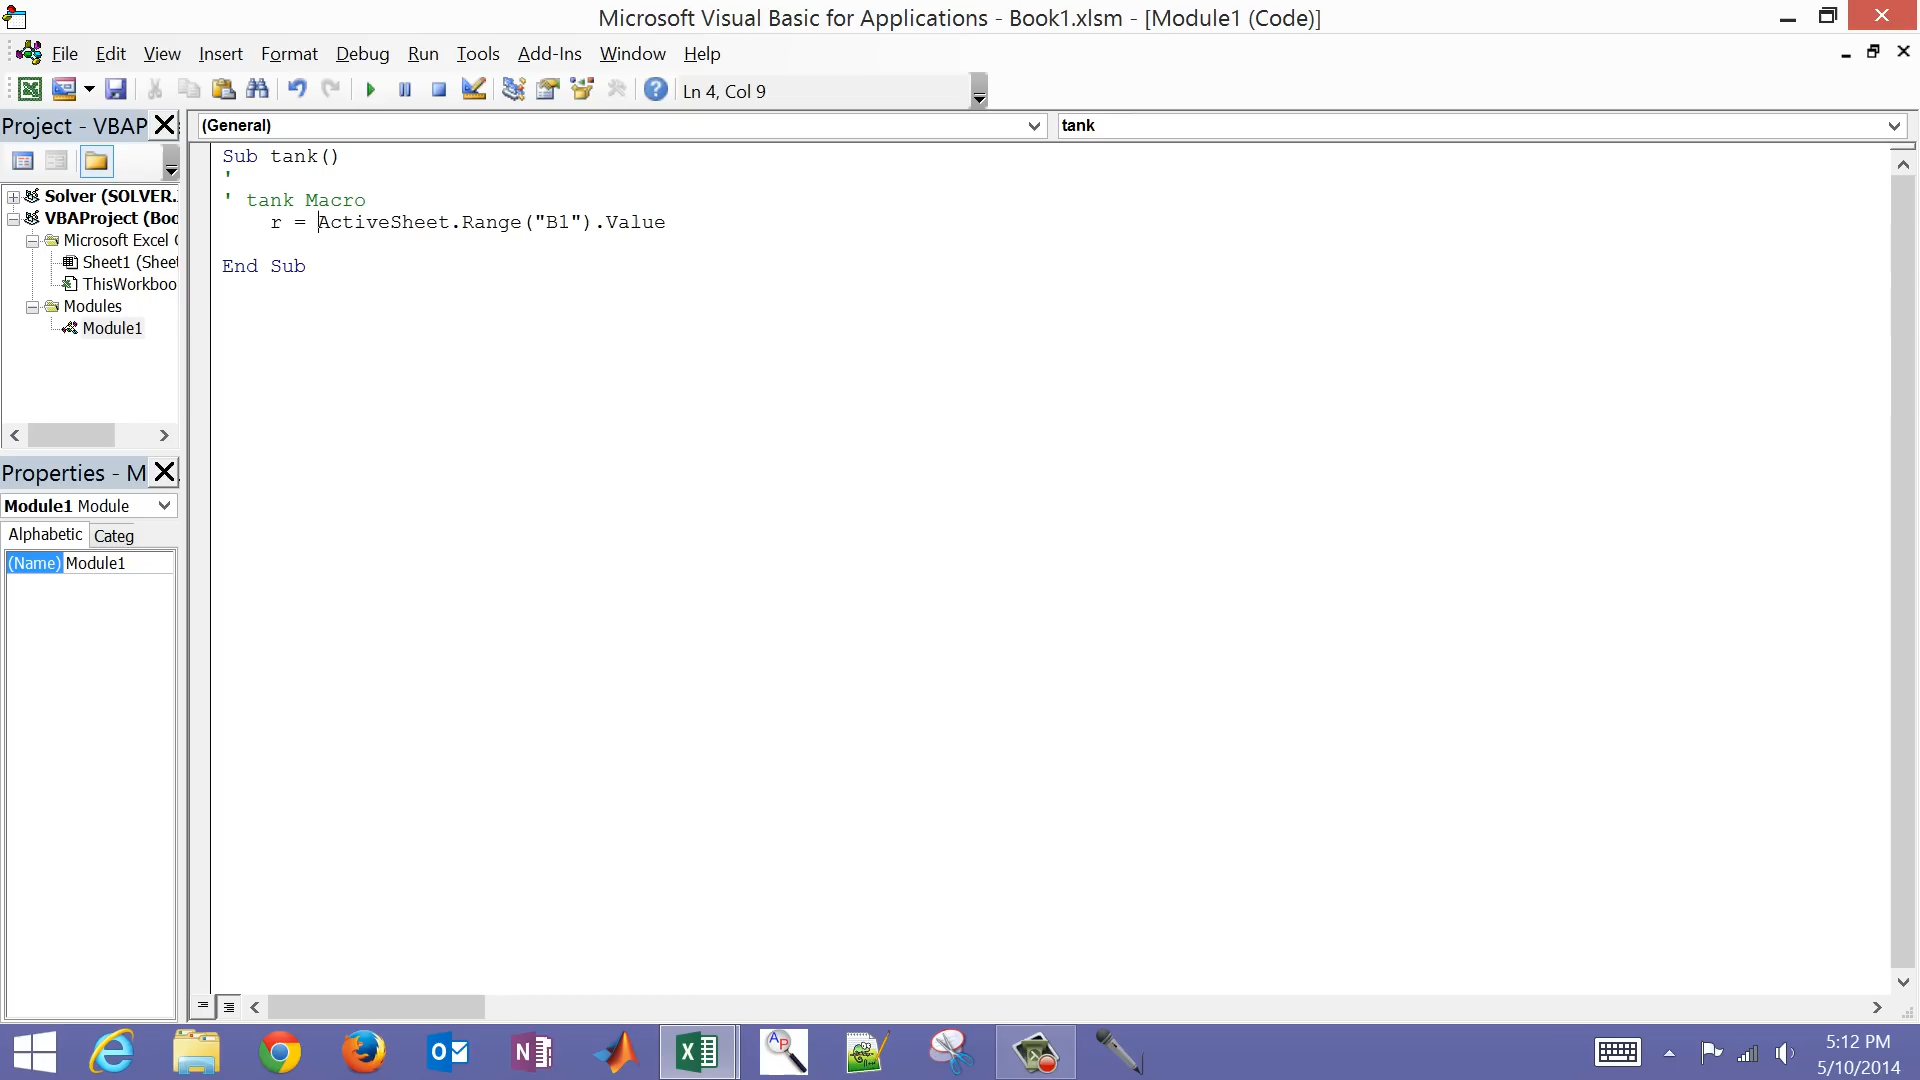 Microsoft Visual Basic for Applications - Book1.xlsm - [Module1 (Code)]
File Edit View Insert Format Debug Run Tools Add-Ins Window Help
Ln 4, Col 9
Project - VBAP
(General)
tank
Sub tank()
'
' tank Macro
r = ActiveSheet.Range("B1").Value
End Sub
Solver (SOLVER.
VBAProject (Boo
Microsoft Excel
Sheet1 (Sheet
ThisWorkboo
Modules
Module1
Properties - M
Module1 Module
Alphabetic Categ
(Name) Module1
5:12 PM
5/10/2014